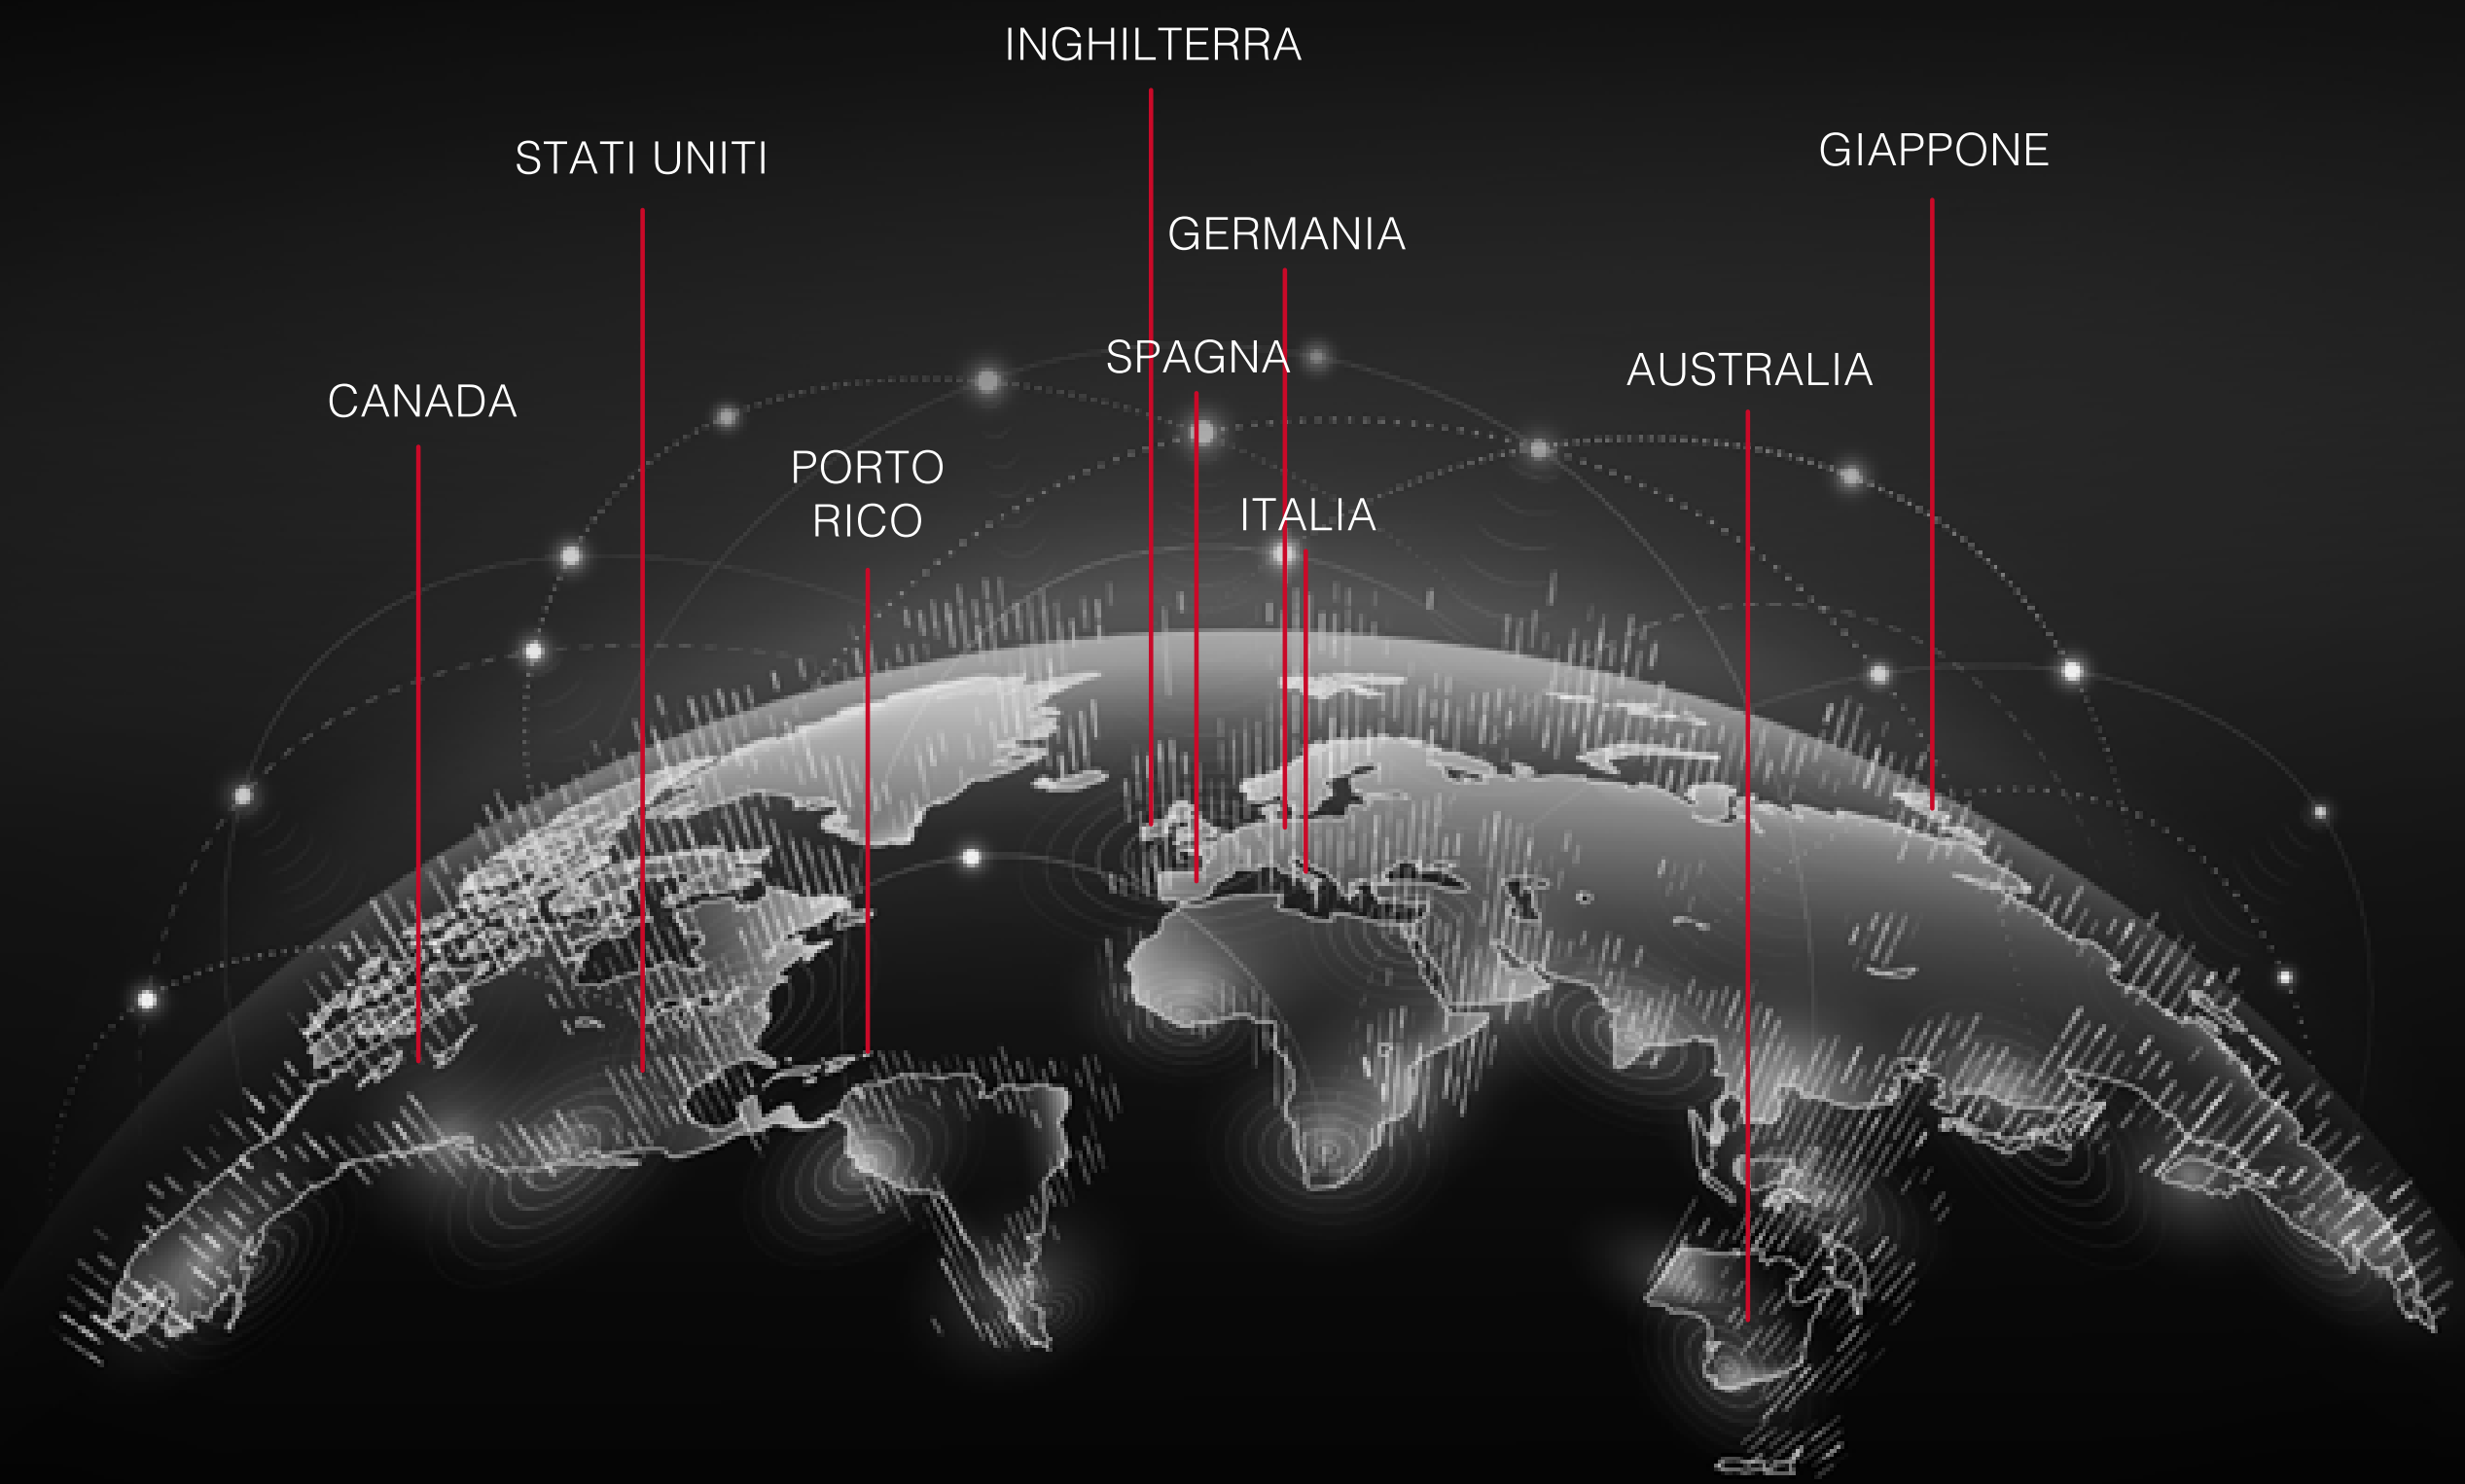 INGHILTERRA
STATI UNITI
GIAPPONE
GERMANIA
SPAGNA
AUSTRALIA
CANADA
PORTO
RICO
ITALIA